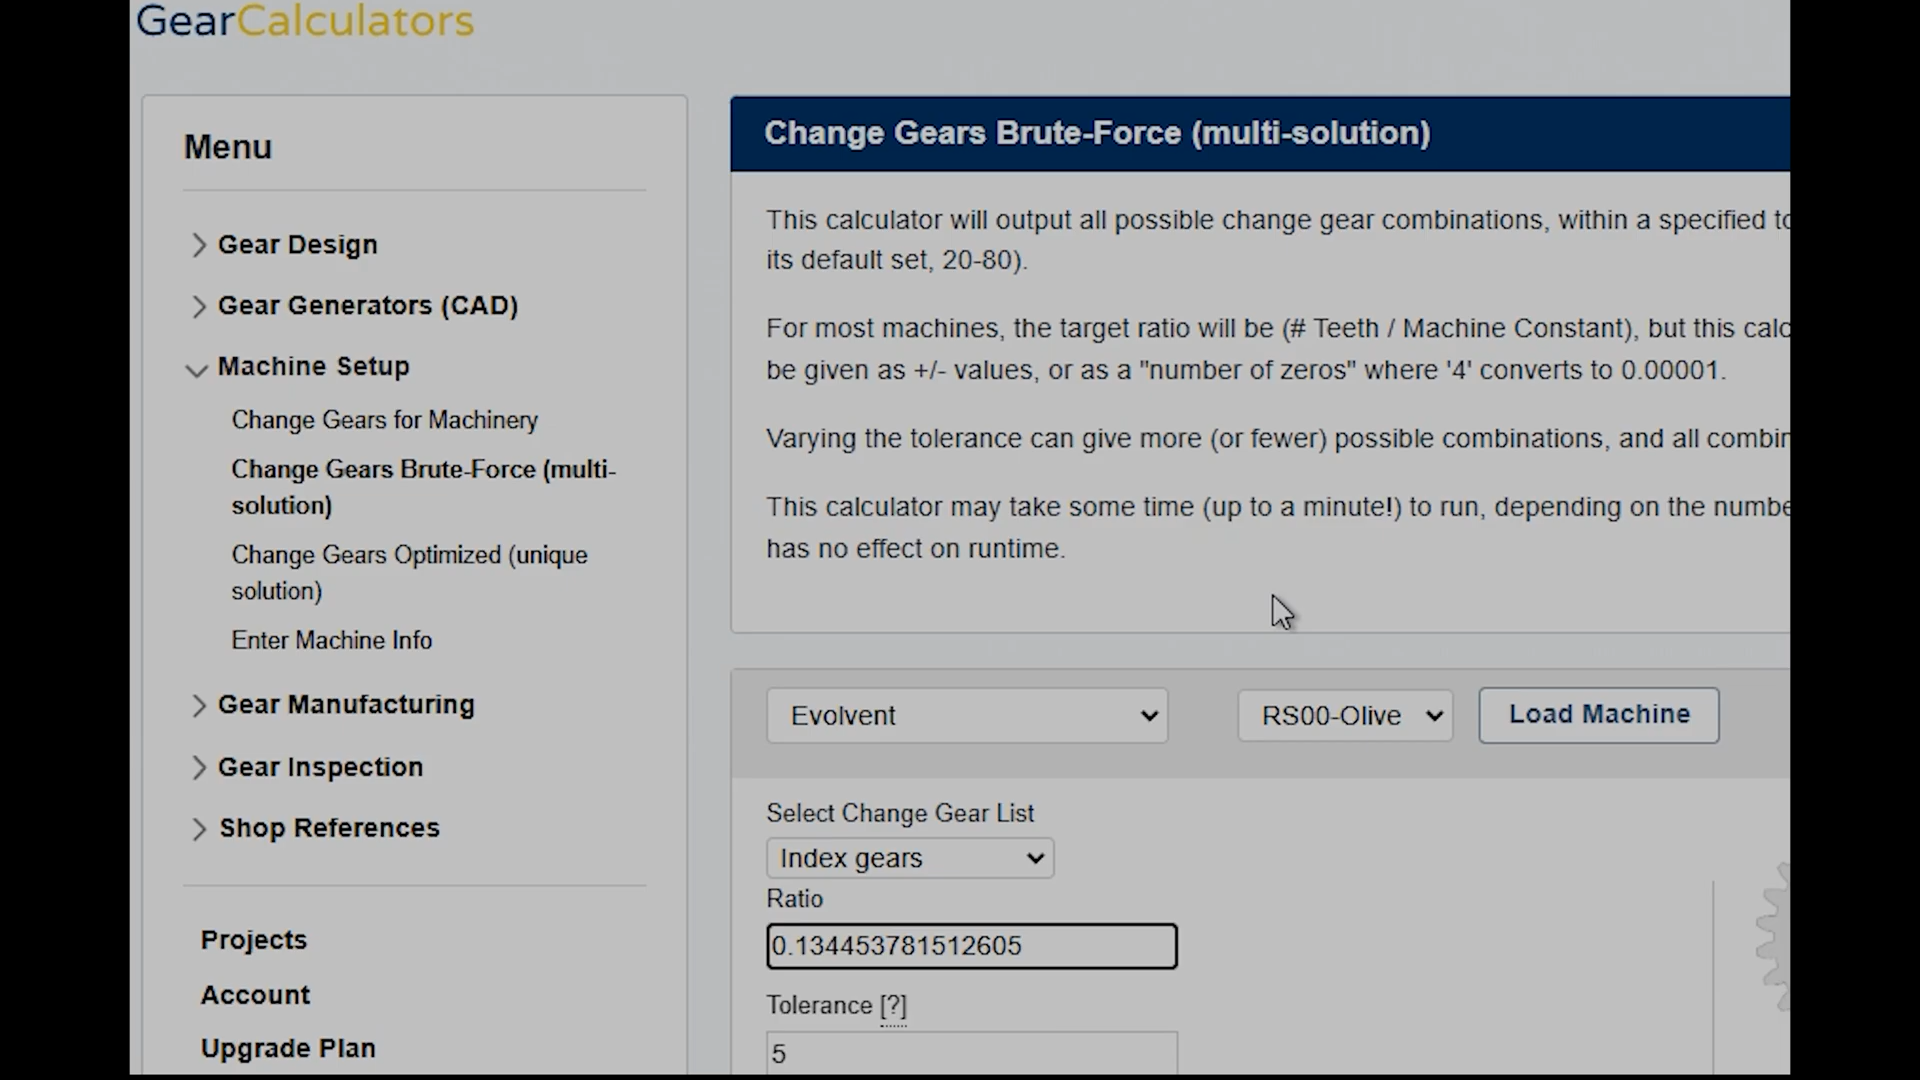 GearCalculators
Menu
Gear Design
Gear Generators (CAD)
Machine Setup
Change Gears for Machinery
Change Gears Brute-Force (multi-
solution)
Change Gears Optimized (unique
solution)
Enter Machine Info
Gear Manufacturing
Gear Inspection
Shop References
Projects
Account
Upgrade Plan
Change Gears Brute-Force (multi-solution)
This calculator will output all possible change gear combinations, within a specified
its default set, 20-80).
For most machines, the target ratio will be (# Teeth / Machine Constant), but this
be given as +/- values, or as a "number of zeros" where '4' converts to 0.00001.
Varying the tolerance can give more (or fewer) possible combinations, and all
This calculator may take some time (up to a minute!) to run, depending on the
has no effect on runtime.
Evolvent
RS00-Olive
Load Machine
Select Change Gear List
Index gears
Ratio
0.134453781512605
Tolerance [?]
5